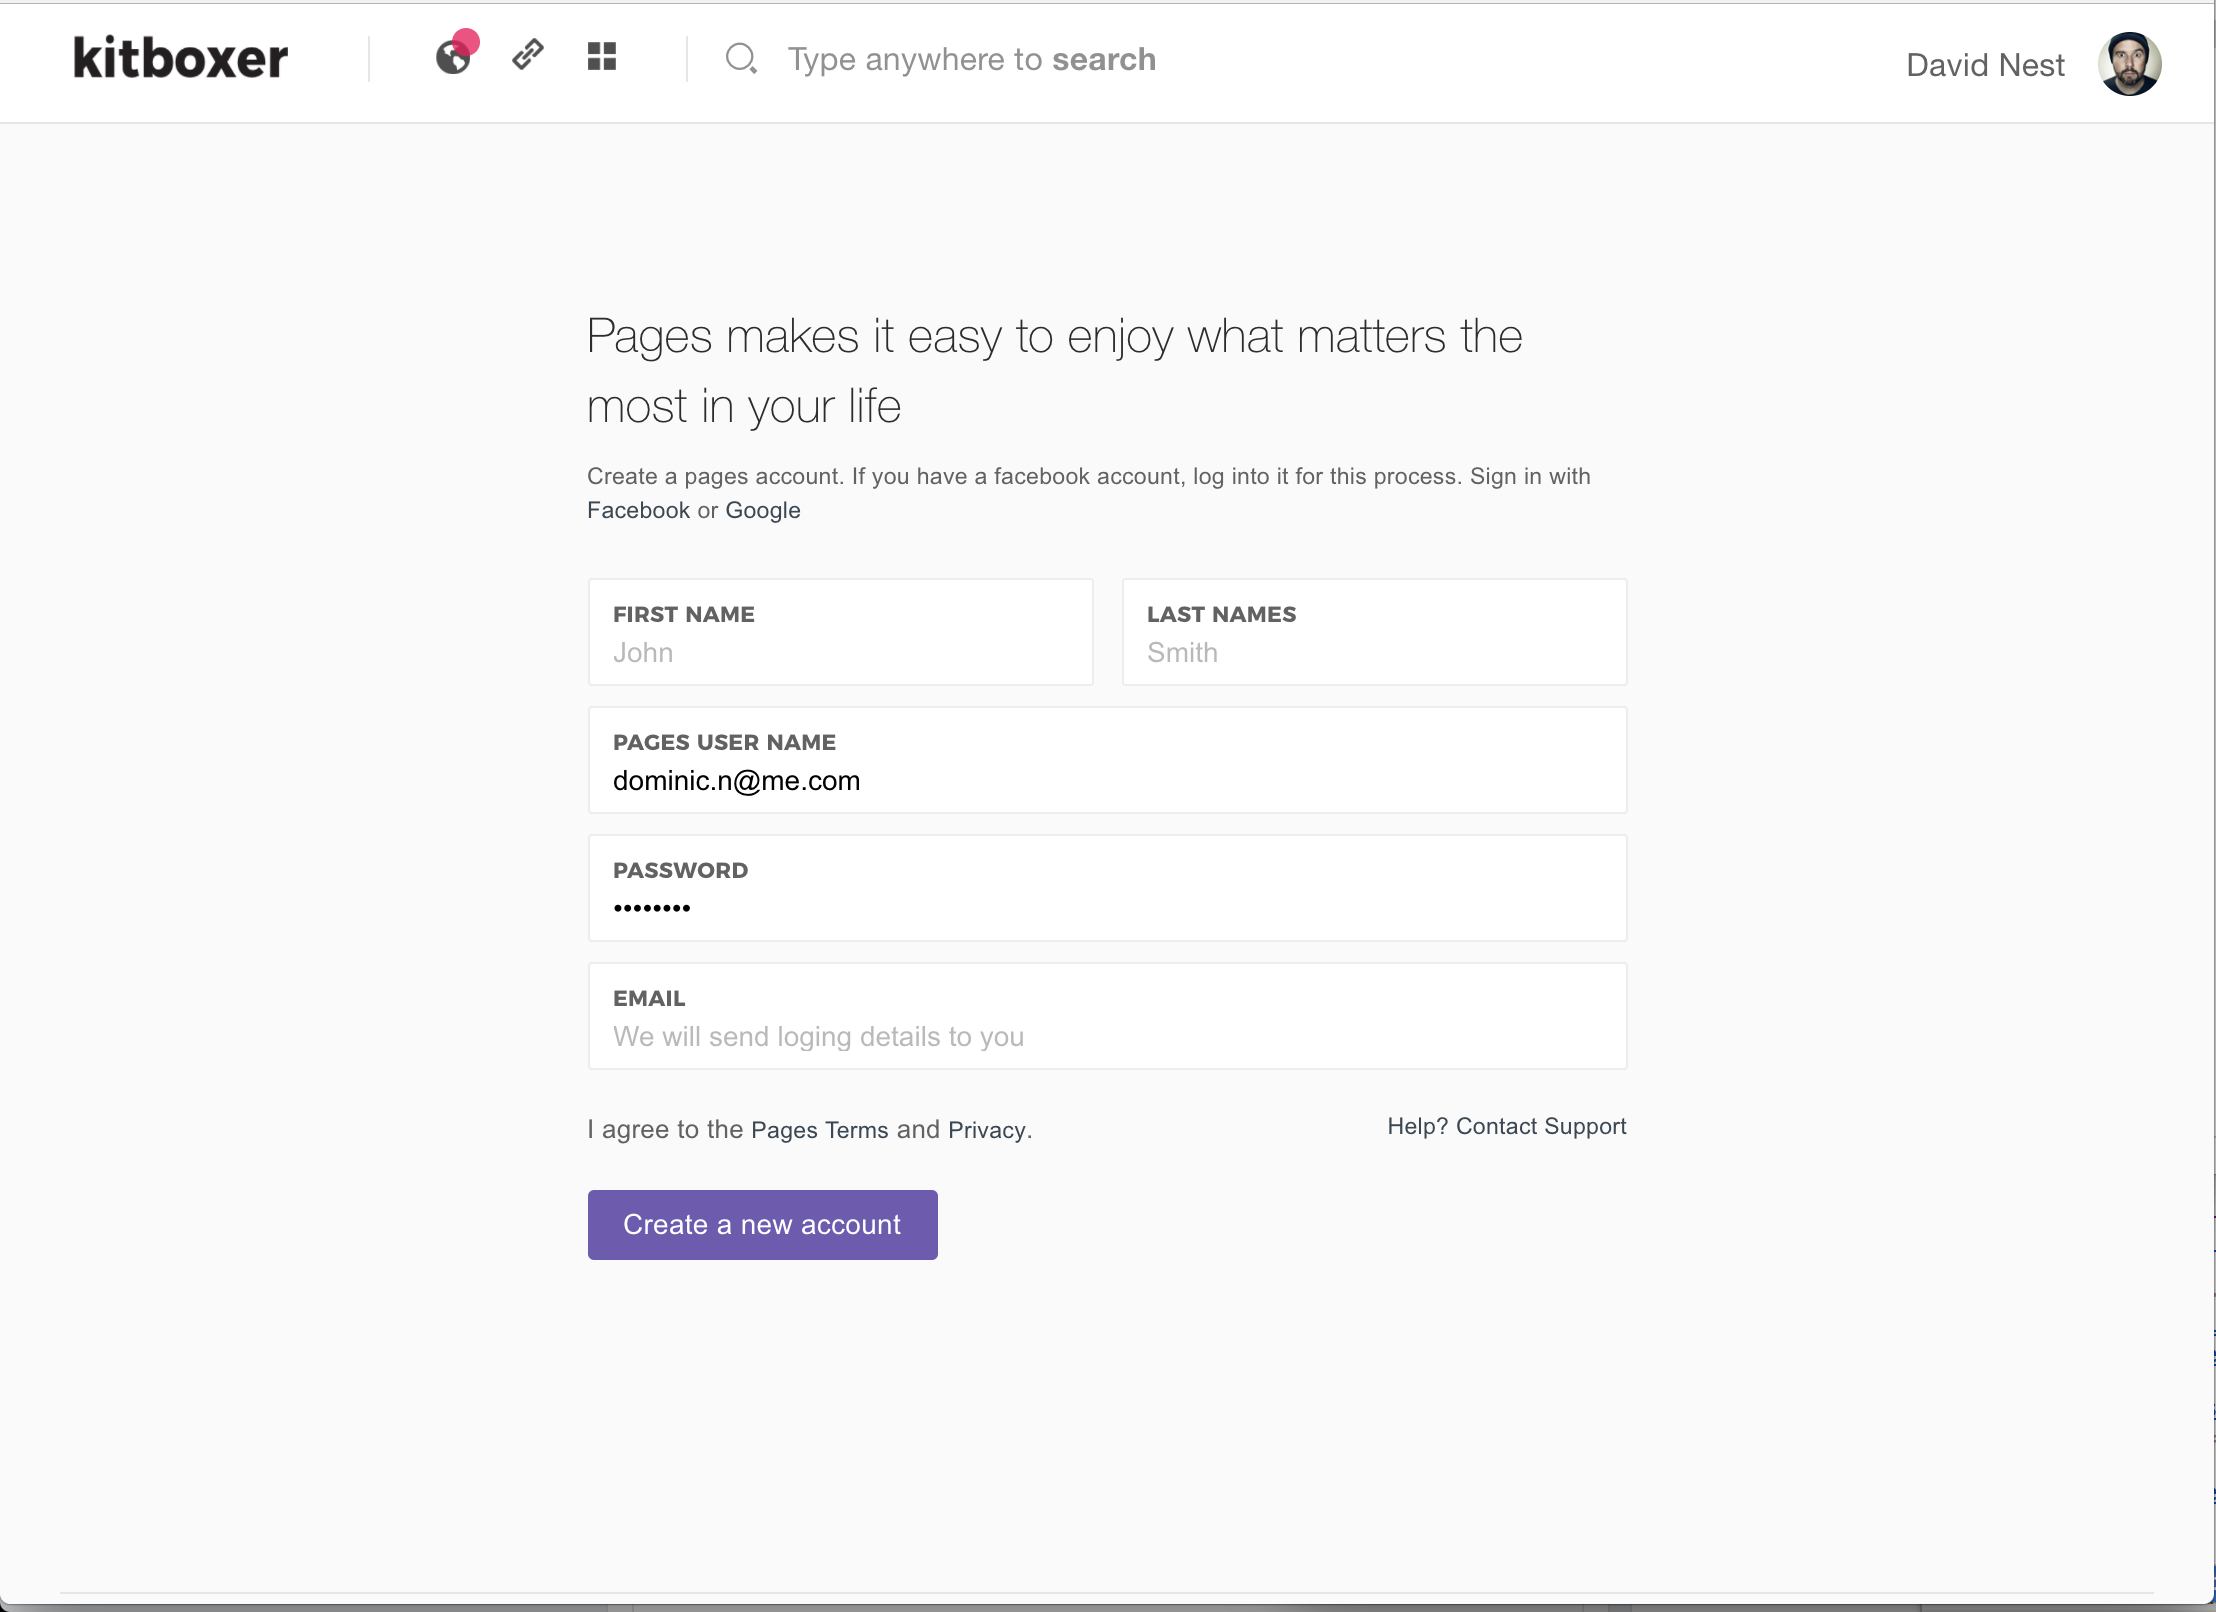 kitboxer
Type anywhere to search
David Nest
Pages makes it easy to enjoy what matters the
most in your life
Create a pages account. If you have a facebook account, log into it for this process. Sign in with
Facebook or Google
FIRST NAME
John
LAST NAMES
Smith
PAGES USER NAME
dominic.n@me.com
PASSWORD
••••••••
EMAIL
We will send loging details to you
I agree to the Pages Terms and Privacy.
Help? Contact Support
Create a new account